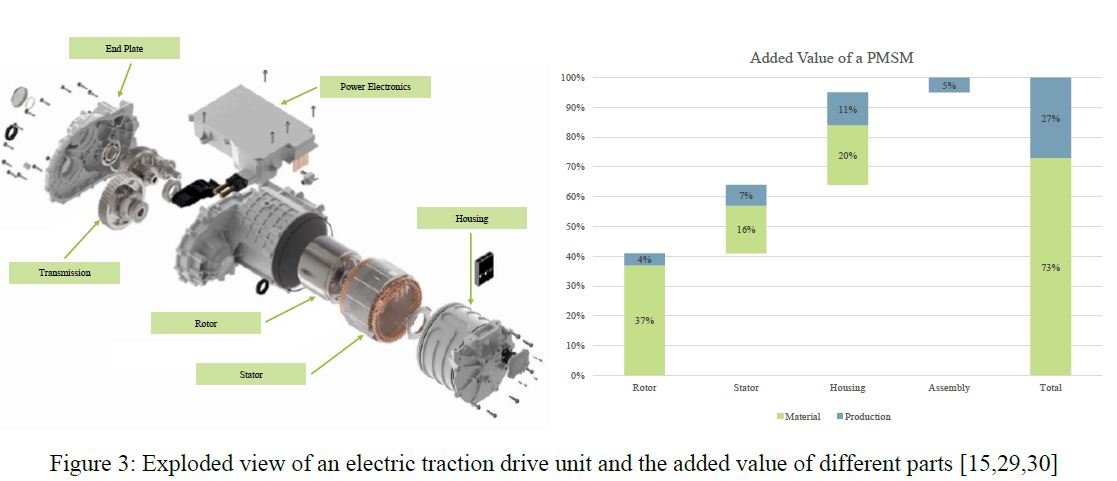 End Plate
Power Electronics
Housing
Transmission
Rotor
Stator
Added Value of a PMSM
100%
90%
80%
70%
60%
50%
40%
30%
20%
10%
0%
4%
37%
7%
16%
11%
20%
5%
27%
73%
Rotor
Stator
Housing
Assembly
Total
Material
Production
Figure 3: Exploded view of an electric traction drive unit and the added value of different parts [15,29,30]